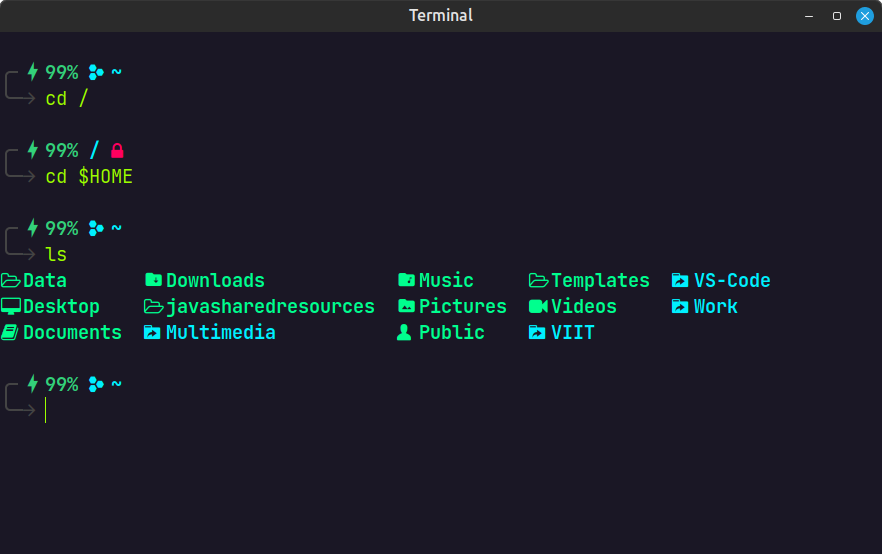 Terminal
99% ~
cd /
99% /
cd $HOME
99% ~
ls
Data Downloads Music Templates VS-Code
Desktop javasharedresources Pictures Videos Work
Documents Multimedia Public VIIT
99% ~